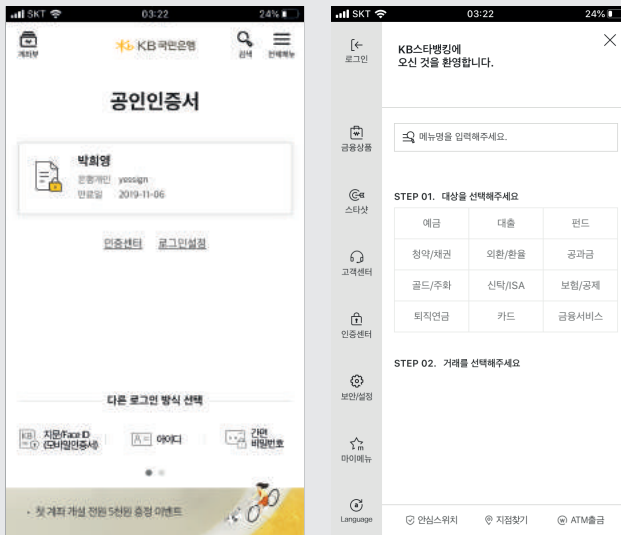 SKT 03:22 24%
계좌부
KB 국민은행
검색
전체메뉴
공인인증서
박희영
은행개인 yessign
만료일 2019-11-06
인증센터 로그인설정
다른 로그인 방식 선택
지문/Face ID
(모바일인증서)
아이디
간편
비밀번호
첫 계좌 개설 전원 5천원 증정 이벤트
SKT 03:22 24%
로그인
금융상품
스타샷
고객센터
인증센터
보안/설정
마이메뉴
Language
KB스타뱅킹에
오신 것을 환영합니다.
메뉴명을 입력해주세요.
STEP 01. 대상을 선택해주세요
예금 대출 펀드
청약/채권 외환/환율 공과금
골드/주화 신탁/ISA 보험/공제
퇴직연금 카드 금융서비스
STEP 02. 거래를 선택해주세요
안심스위치 지점찾기 ATM출금